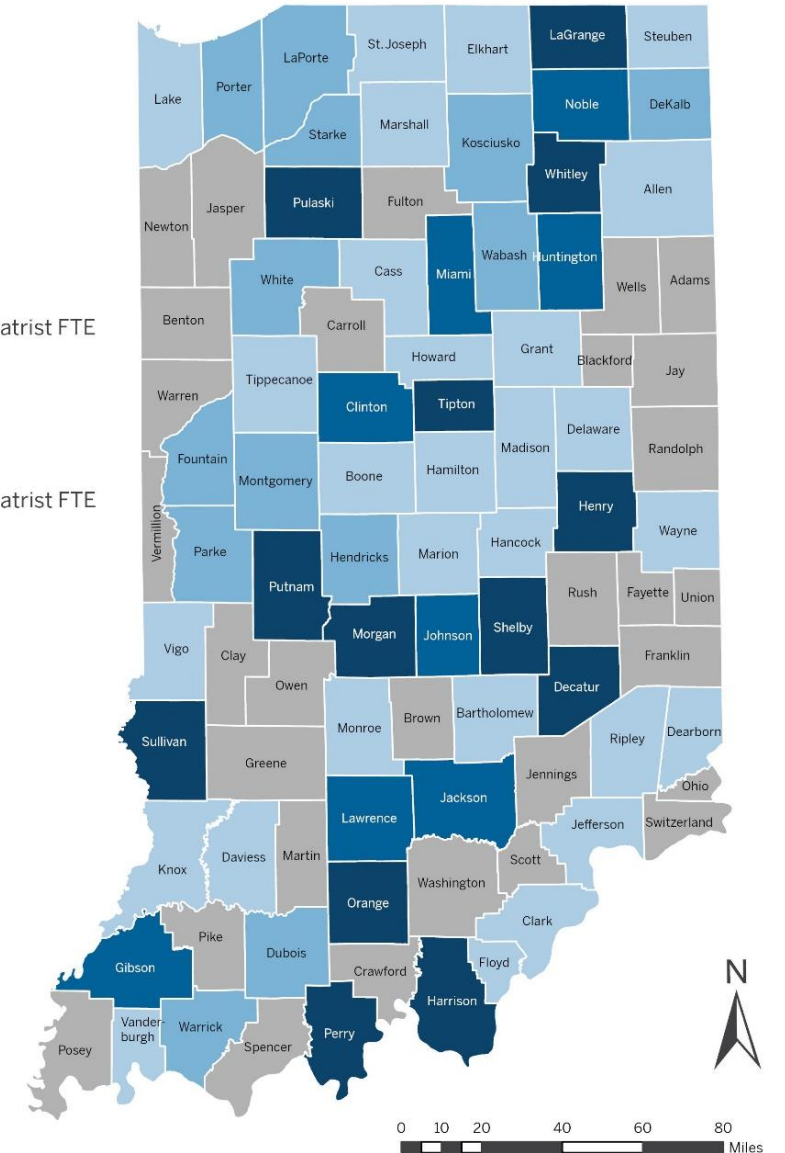 LaGrange
Steuben
St. Joseph
Elkhart
LaPorte
Porter
Lake
Noble
DeKalb
Marshall
Starke
Kosciusko
Whitley
Allen
Pulaski
Fulton
Jasper
Newton
Wabash
Huntington
Miami
Cass
White
Wells
Adams
Benton
Carroll
atrist FTE
Howard
Grant
Blackford
Jay
Tippecanoe
Warren
Clinton
Tipton
Delaware
Madison
Randolph
Fountain
Montgomery
Boone
Hamilton
atrist FTE
Henry
Wayne
Vermillion
Parke
Hendricks
Marion
Hancock
Putnam
Rush
Fayette
Union
Morgan
Johnson
Shelby
Vigo
Clay
Franklin
Owen
Decatur
Monroe
Brown
Bartholomew
Ripley
Dearborn
Sullivan
Greene
Jennings
Ohio
Jackson
Lawrence
Jefferson
Switzerland
Knox
Daviess
Martin
Scott
Washington
Orange
Clark
Pike
Dubois
Gibson
Crawford
Floyd
N
Harrison
Vander-
burgh
Warrick
Perry
Posey
Spencer
0 10 20 40 60 80
Miles